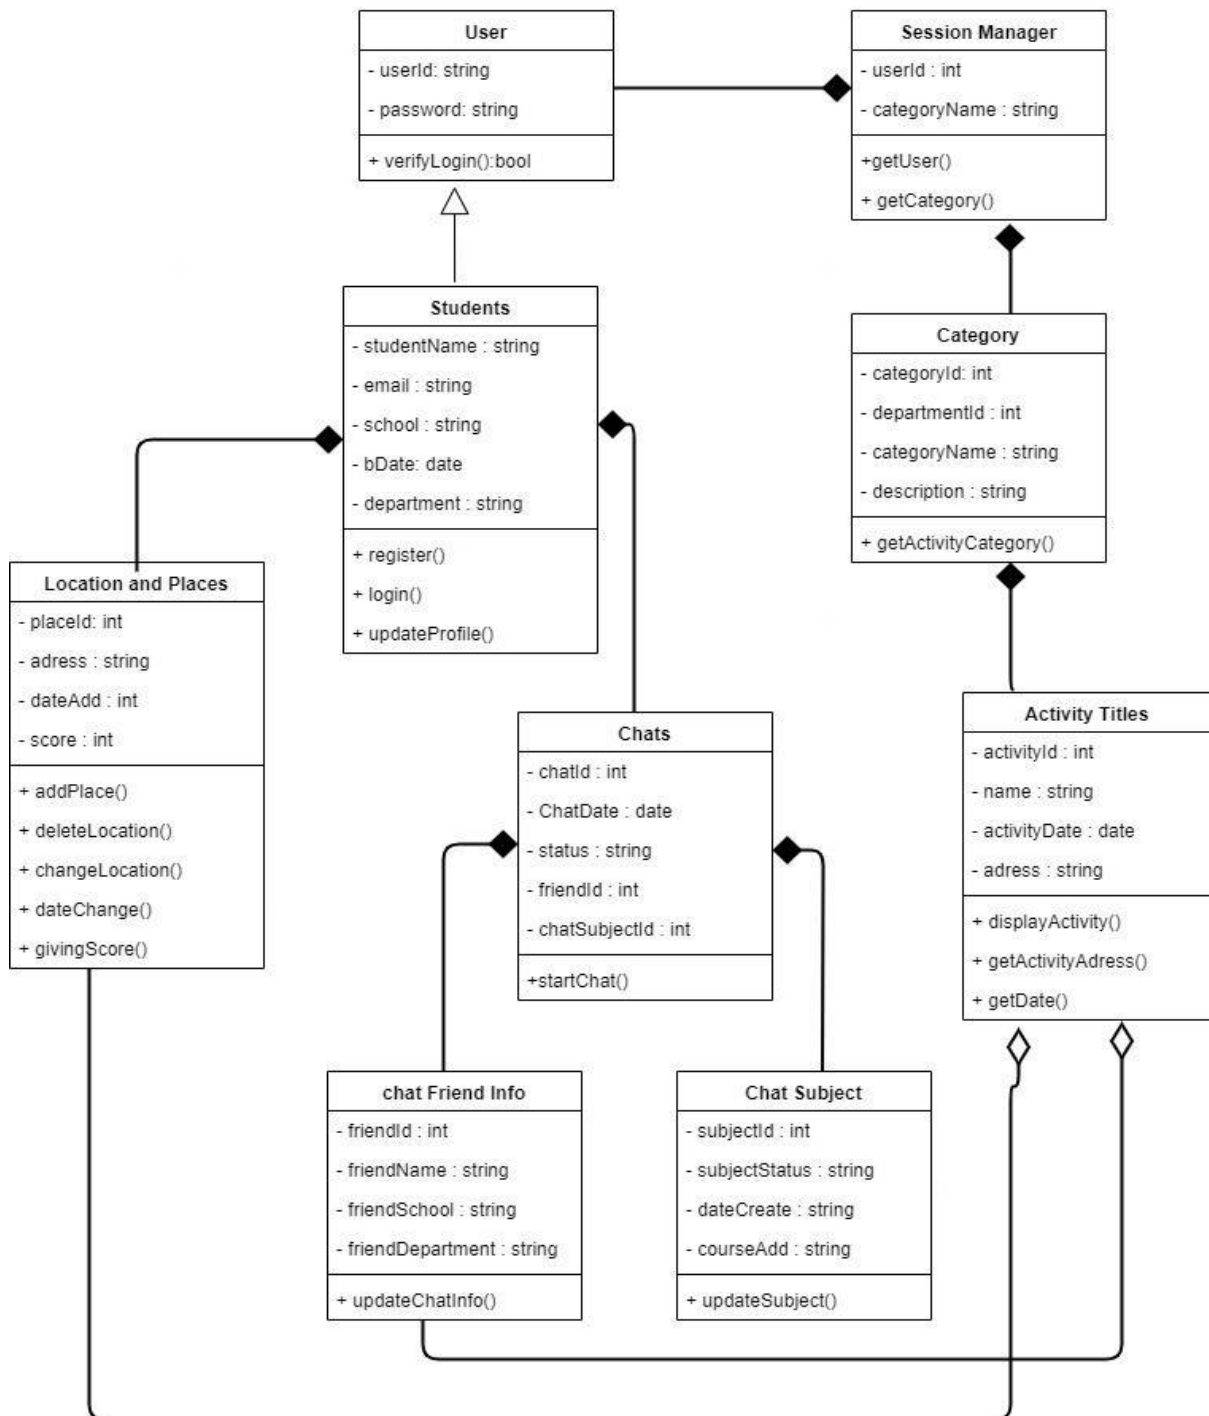 User
- userId: string
- password: string
+ verifyLogin():bool
Session Manager
- userId : int
- categoryName : string
+getUser()
+ getCategory()
Students
- studentName : string
- email : string
- school : string
- bDate: date
- department : string
+ register()
+ login()
+ updateProfile()
Category
- categoryId: int
- departmentId : int
- categoryName : string
- description : string
+ getActivityCategory()
Location and Places
- placeId: int
- adress : string
- dateAdd : int
- score : int
+ addPlace()
+ deleteLocation()
+ changeLocation()
+ dateChange()
+ givingScore()
Chats
- chatId : int
- ChatDate : date
- status : string
- friendId : int
- chatSubjectId : int
+startChat()
Activity Titles
- activityId : int
- name : string
- activityDate : date
- adress : string
+ displayActivity()
+ getActivityAdress()
+ getDate()
chat Friend Info
- friendId : int
- friendName : string
- friendSchool : string
- friendDepartment : string
+ updateChatInfo()
Chat Subject
- subjectId : int
- subjectStatus : string
- dateCreate : string
- courseAdd : string
+ updateSubject()